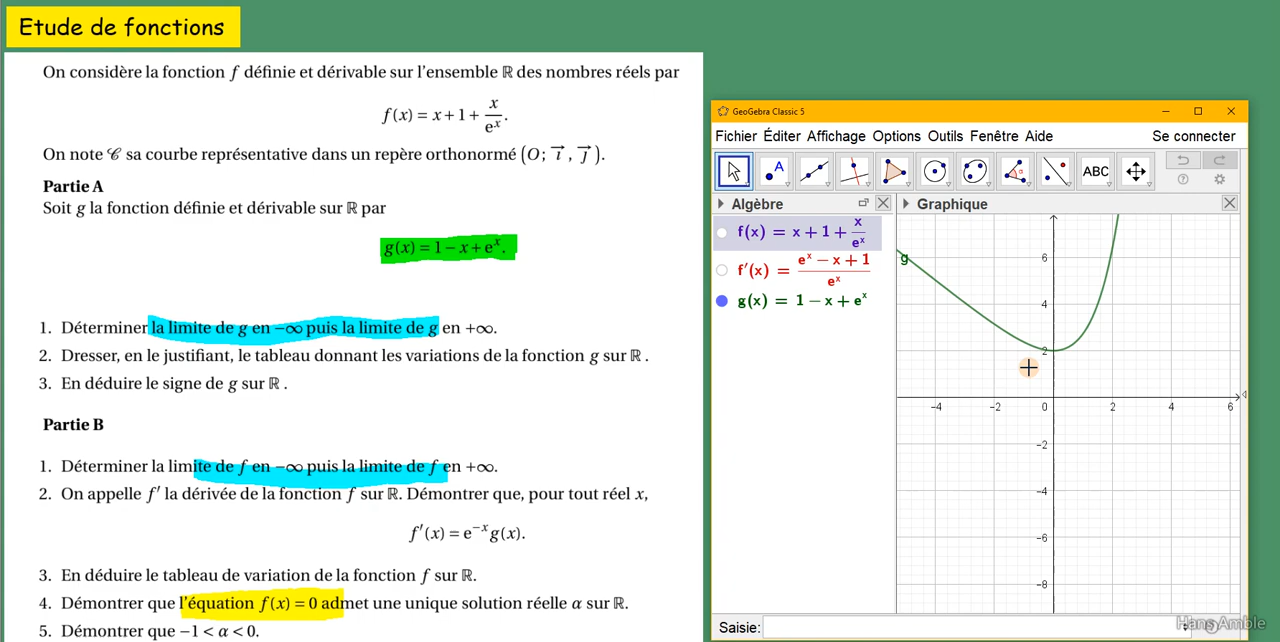 Etude de fonctions
On considère la fonction f définie et dérivable sur l'ensemble ℝ des nombres réels par
f(x) = x + 1 + x/eˣ.
On note 𝒞 sa courbe représentative dans un repère orthonormé (O; i⃗, j⃗).
Partie A
Soit g la fonction définie et dérivable sur ℝ par
g(x) = 1 − x + eˣ.
1. Déterminer la limite de g en −∞ puis la limite de g en +∞.
2. Dresser, en le justifiant, le tableau donnant les variations de la fonction g sur ℝ .
3. En déduire le signe de g sur ℝ .
Partie B
1. Déterminer la limite de f en −∞ puis la limite de f en +∞.
2. On appelle f′ la dérivée de la fonction f sur ℝ. Démontrer que, pour tout réel x,
f′(x) = e⁻ˣg(x).
3. En déduire le tableau de variation de la fonction f sur ℝ.
4. Démontrer que l'équation f(x) = 0 admet une unique solution réelle α sur ℝ.
5. Démontrer que −1 < α < 0.
GeoGebra Classic 5
Fichier Éditer Affichage Options Outils Fenêtre Aide Se connecter
A ABC
Algèbre
f(x) = x + 1 + x/eˣ
f′(x) = (eˣ − x + 1)/eˣ
g(x) = 1 − x + eˣ
Graphique
g
6
4
2
-4 -2 0 2 4 6
-2
-4
-6
-8
Saisie:
HansAmble